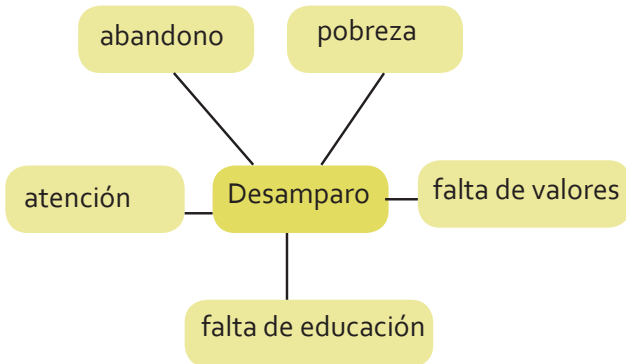 abandono
pobreza
atención
Desamparo
falta de valores
falta de educación